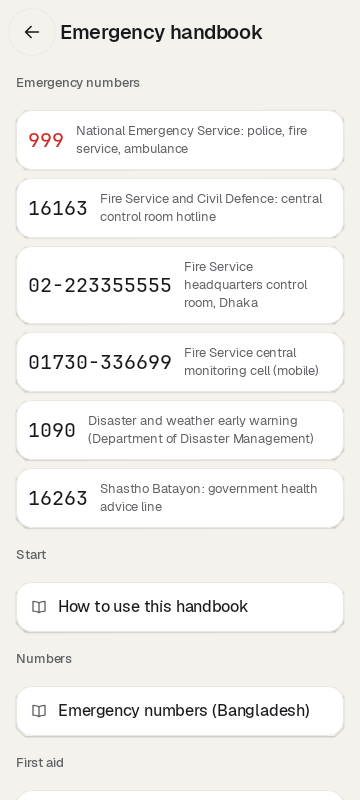 Emergency handbook
Emergency numbers
999 National Emergency Service: police, fire
service, ambulance
16163 Fire Service and Civil Defence: central
control room hotline
02-223355555 Fire Service
headquarters control
room, Dhaka
01730-336699 Fire Service central
monitoring cell (mobile)
1090 Disaster and weather early warning
(Department of Disaster Management)
16263 Shastho Batayon: government health
advice line
Start
How to use this handbook
Numbers
Emergency numbers (Bangladesh)
First aid